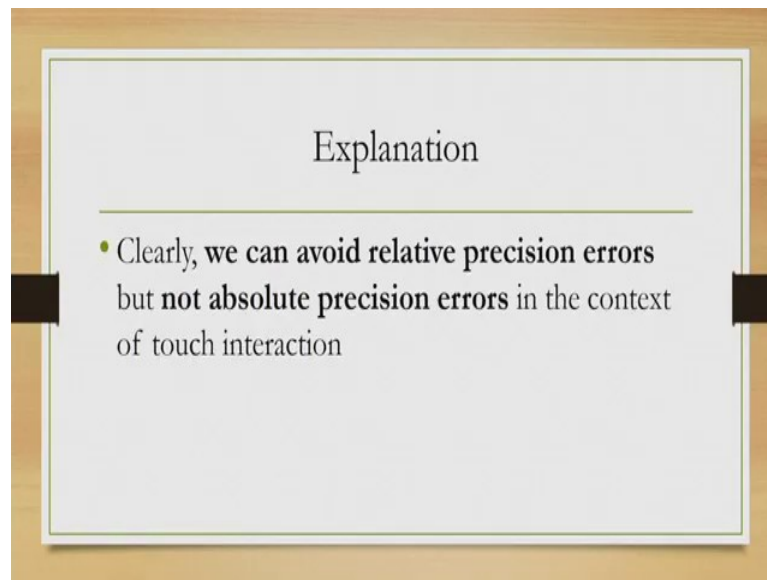 Explanation
• Clearly, we can avoid relative precision errors
but not absolute precision errors in the context
of touch interaction